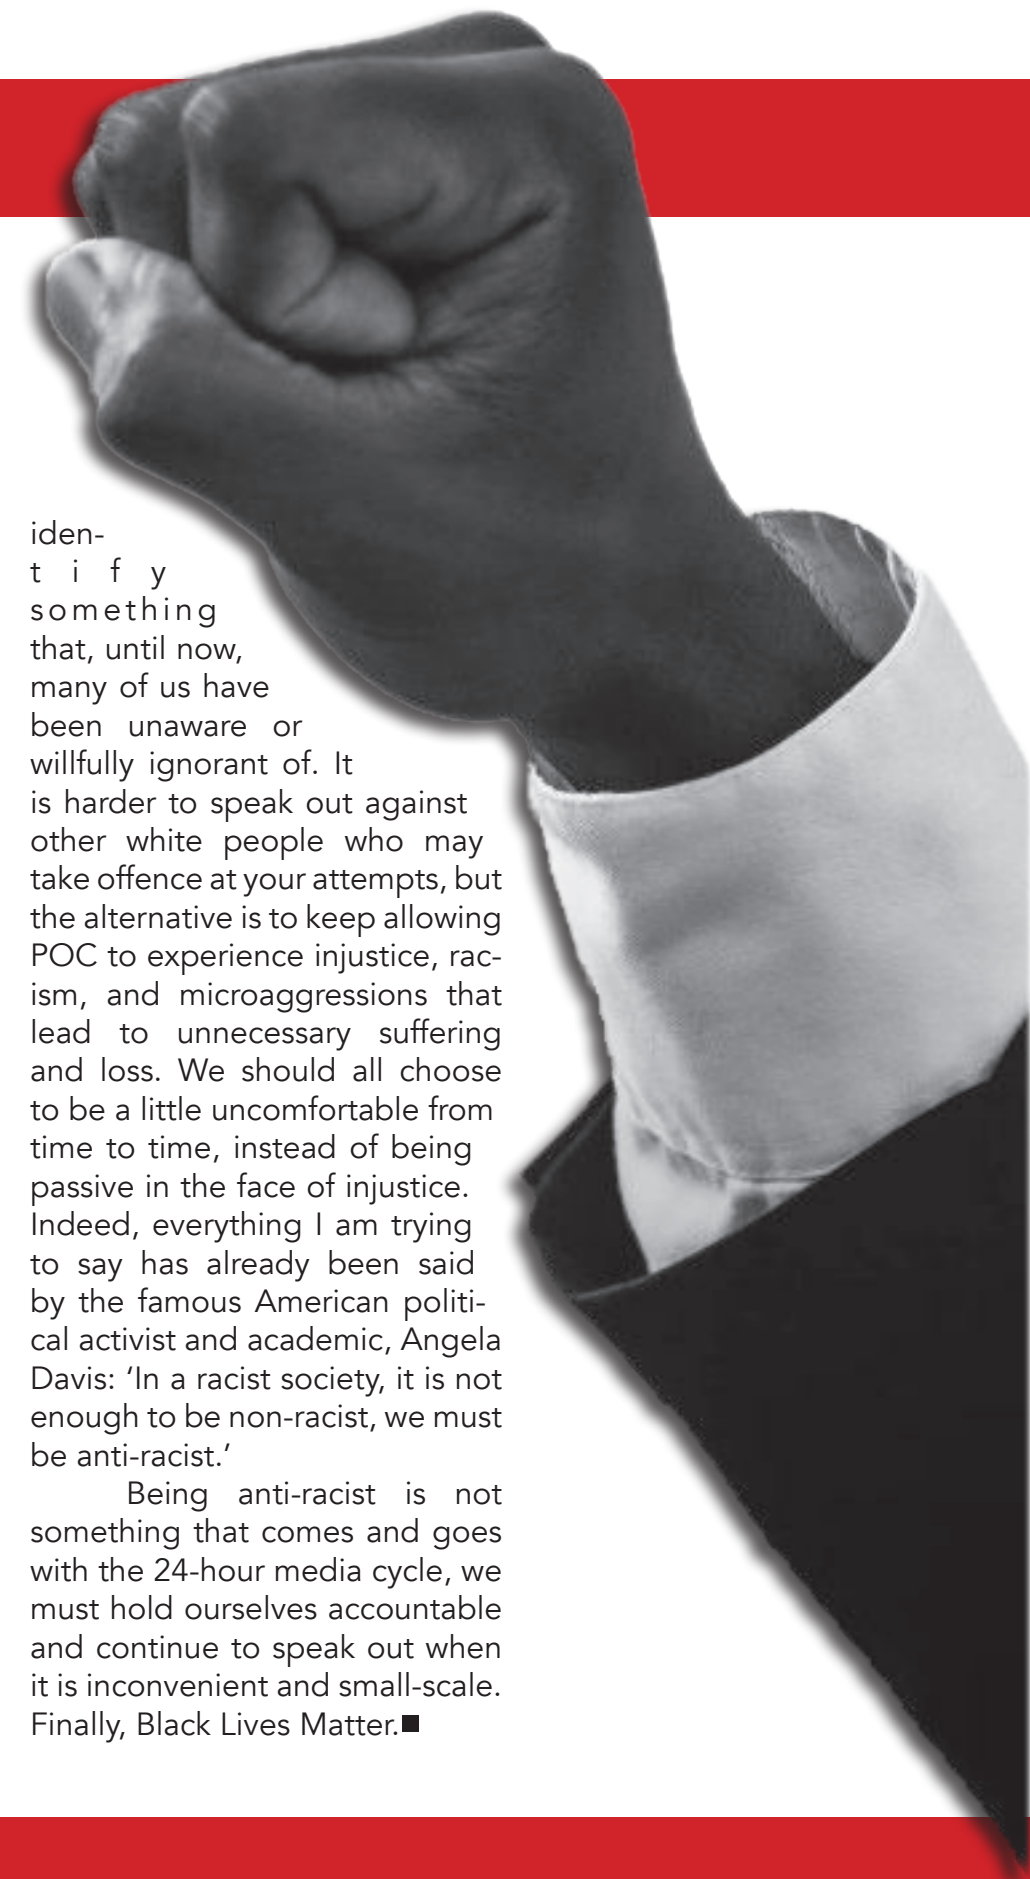 iden-
tify
something
that, until now,
many of us have
been unaware or
willfully ignorant of. It
is harder to speak out against
other white people who may
take offence at your attempts, but
the alternative is to keep allowing
POC to experience injustice, rac-
ism, and microaggressions that
lead to unnecessary suffering
and loss. We should all choose
to be a little uncomfortable from
time to time, instead of being
passive in the face of injustice.
Indeed, everything I am trying
to say has already been said
by the famous American politi-
cal activist and academic, Angela
Davis: ‘In a racist society, it is not
enough to be non-racist, we must
be anti-racist.’
Being anti-racist is not
something that comes and goes
with the 24-hour media cycle, we
must hold ourselves accountable
and continue to speak out when
it is inconvenient and small-scale.
Finally, Black Lives Matter.■